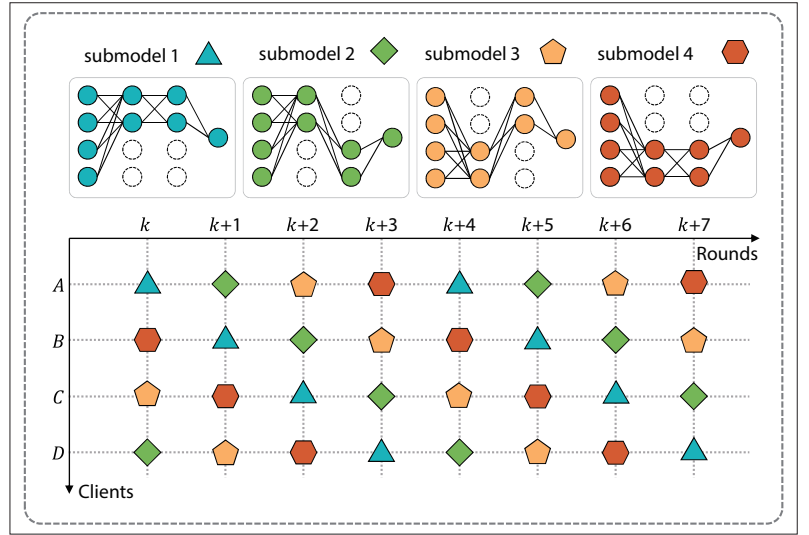 submodel 1 submodel 2 submodel 3 submodel 4
k k+1 k+2 k+3 k+4 k+5 k+6 k+7
Rounds
A
B
C
D
Clients